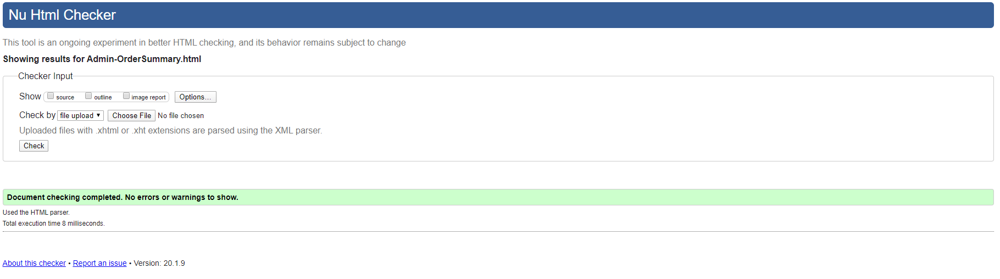 Nu Html Checker
This tool is an ongoing experiment in better HTML checking, and its behavior remains subject to change
Showing results for Admin-OrderSummary.html
Checker Input
Show source outline image report Options...
Check by file upload Choose File No file chosen
Uploaded files with .xhtml or .xht extensions are parsed using the XML parser.
Check
Document checking completed. No errors or warnings to show.
Used the HTML parser.
Total execution time 8 milliseconds.
About this checker • Report an issue • Version: 20.1.9